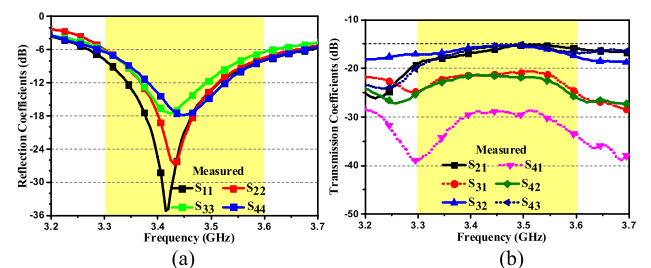 (a)
Reflection Coefficients (dB)
-6
-12
-18
-24
-30
-36
Measured
S11 S22
S33 S44
3.2 3.3 3.4 3.5 3.6 3.7
Frequency (GHz)
(a)
(b)
Transmission Coefficients (dB)
-10
-20
-30
-40
-50
Measured
S21 S41
S31 S42
S32 S43
3.2 3.3 3.4 3.5 3.6 3.7
Frequency (GHz)
(b)